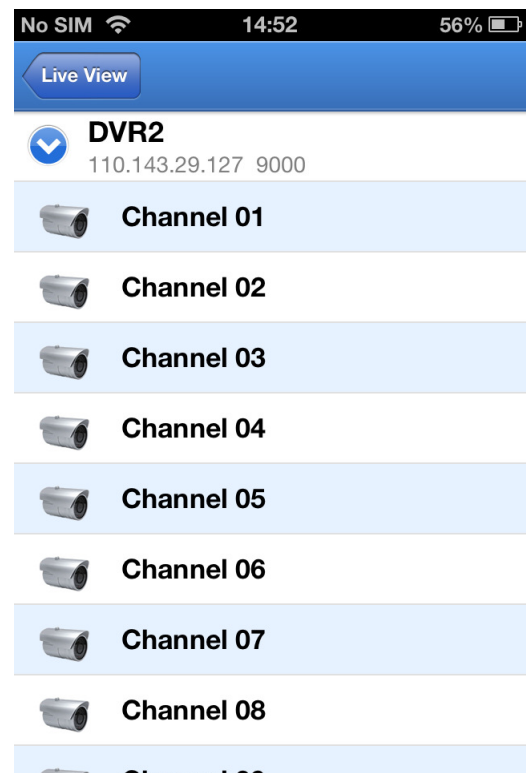 No SIM 14:52 56%
Live View
DVR2
110.143.29.127 9000
Channel 01
Channel 02
Channel 03
Channel 04
Channel 05
Channel 06
Channel 07
Channel 08